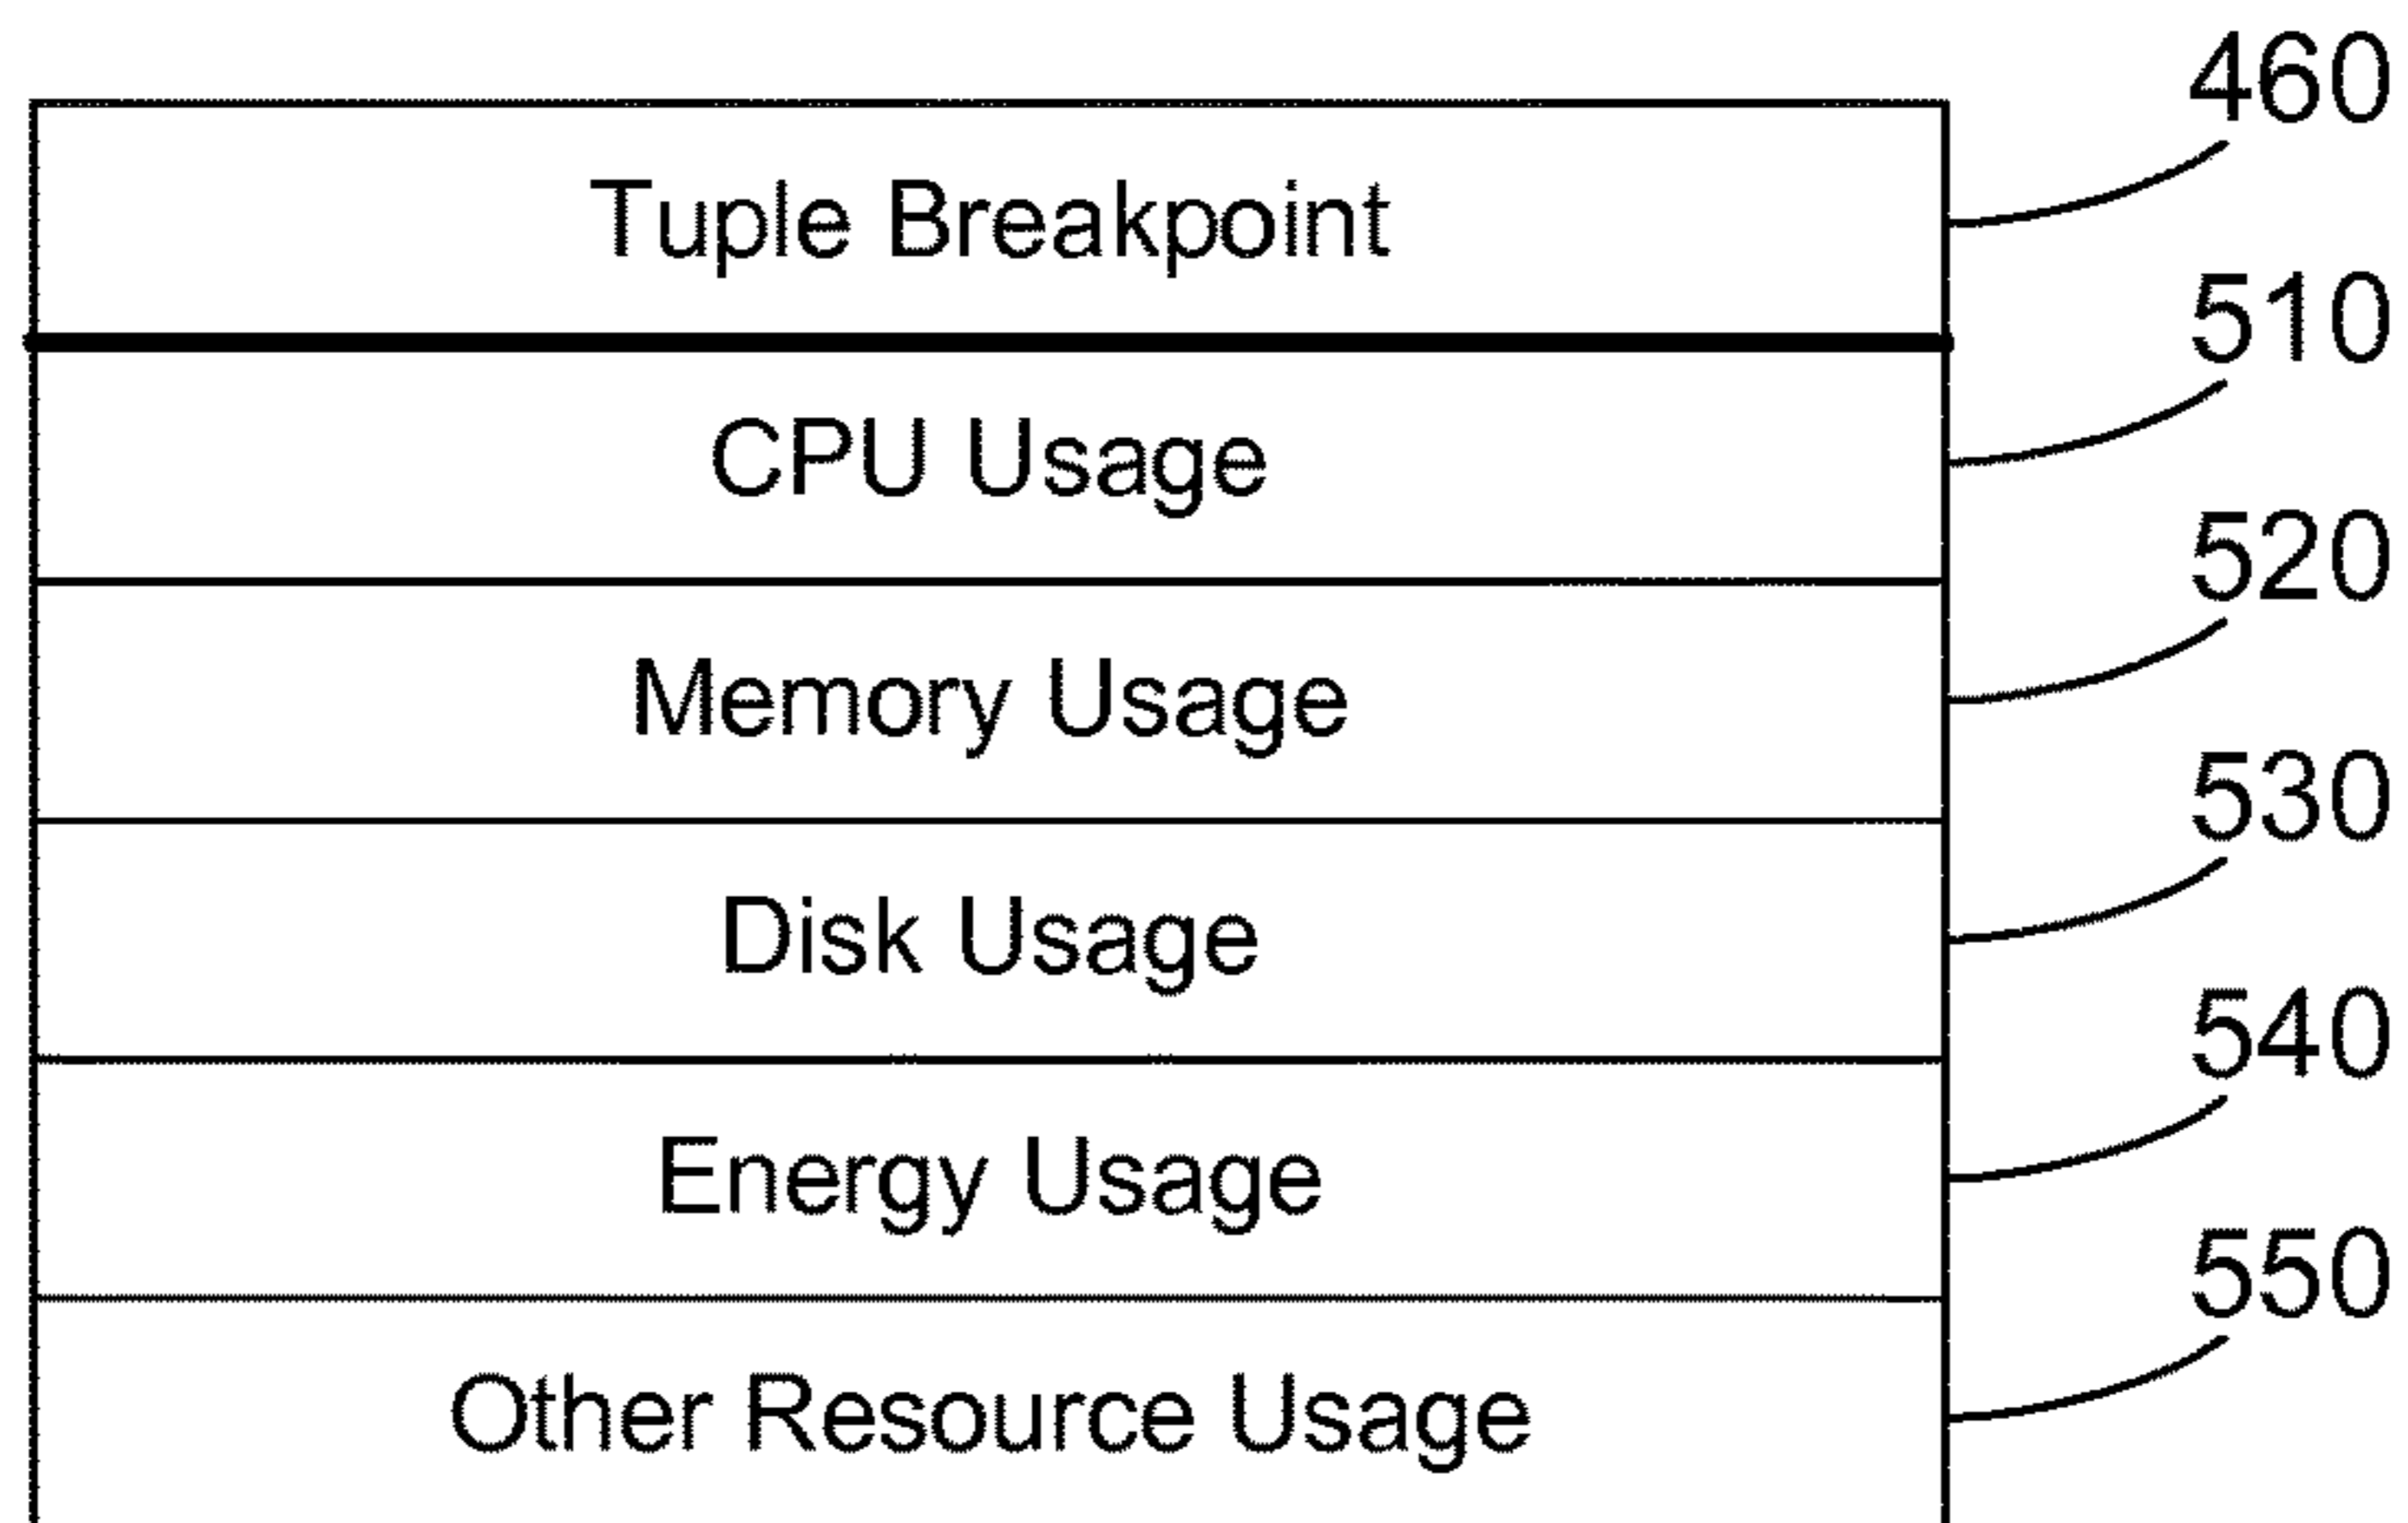 460
Tuple Breakpoint
510
CPU Usage
520
Memory Usage
530
Disk Usage
540
Energy Usage
550
Other Resource Usage